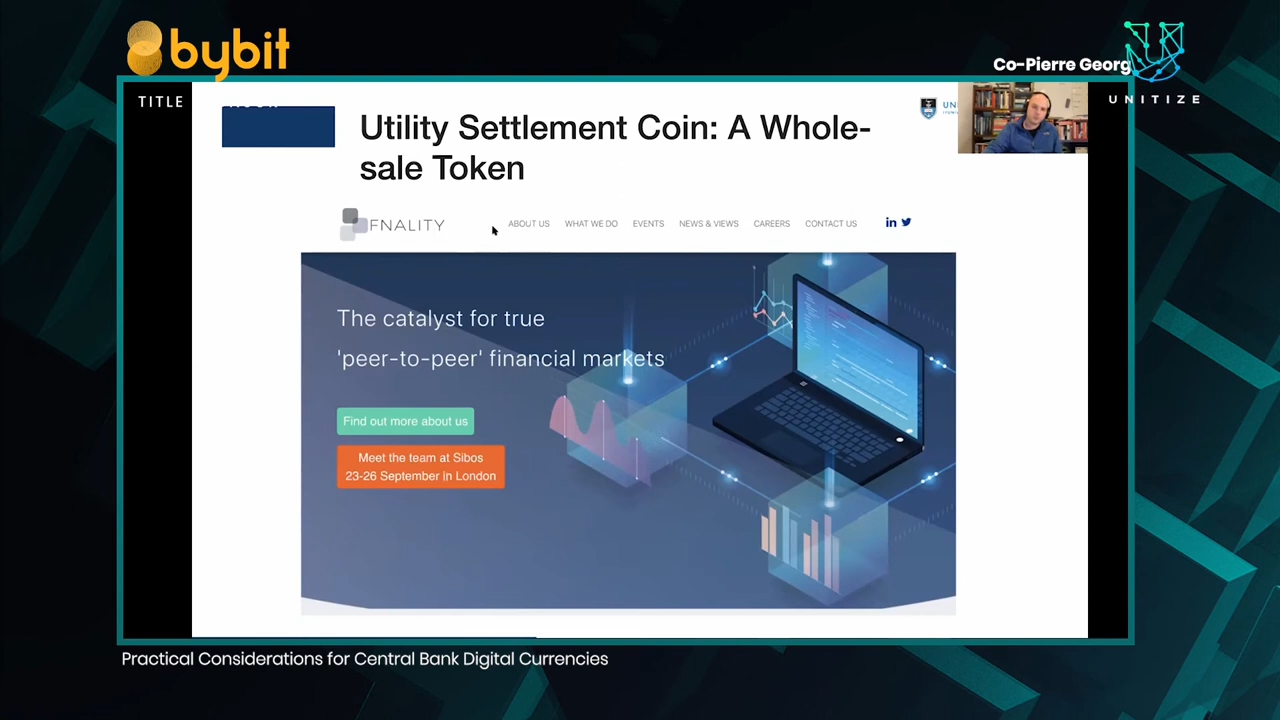 bybit
Co-Pierre Georg
UNITIZE
TITLE
Utility Settlement Coin: A Whole-
sale Token
FNALITY
ABOUT US
WHAT WE DO
EVENTS
NEWS & VIEWS
CAREERS
CONTACT US
in
The catalyst for true
'peer-to-peer' financial markets
Find out more about us
Meet the team at Sibos
23-26 September in London
Practical Considerations for Central Bank Digital Currencies